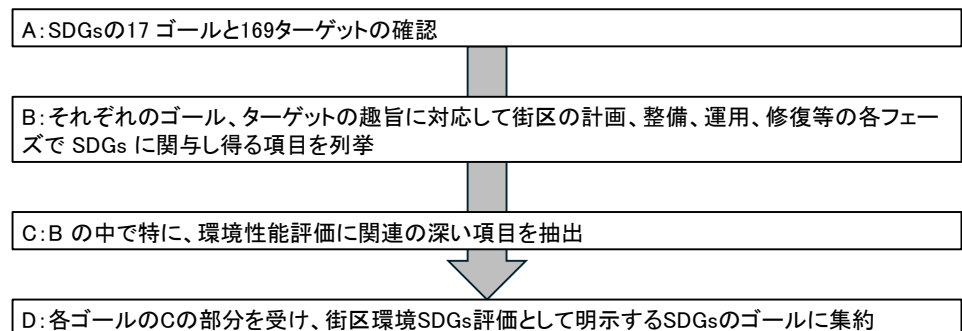 A:SDGsの17 ゴールと169ターゲットの確認
B:それぞれのゴール、ターゲットの趣旨に対応して街区の計画、整備、運用、修復等の各フェー
ズで SDGs に関与し得る項目を列挙
C:B の中で特に、環境性能評価に関連の深い項目を抽出
D:各ゴールのCの部分を受け、街区環境SDGs評価として明示するSDGsのゴールに集約